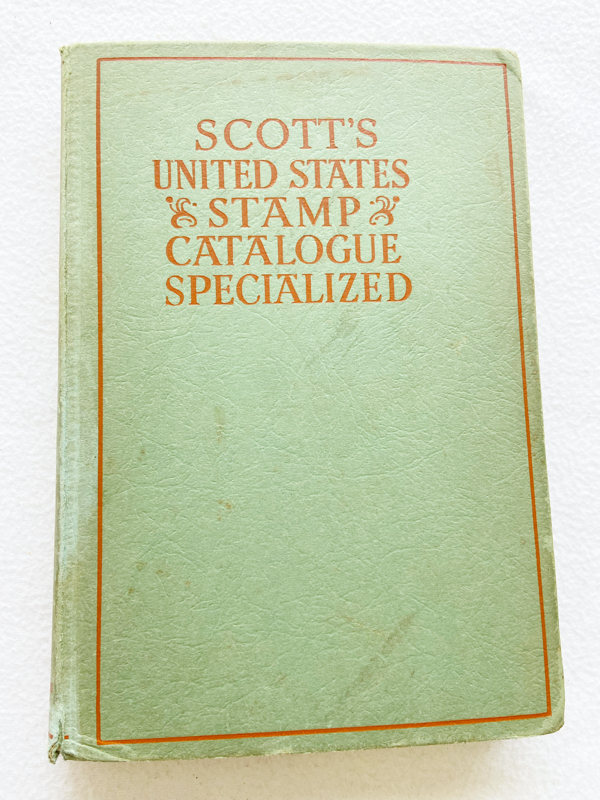 SCOTT'S
UNITED STATES
STAMP
CATALOGUE
SPECIALIZED